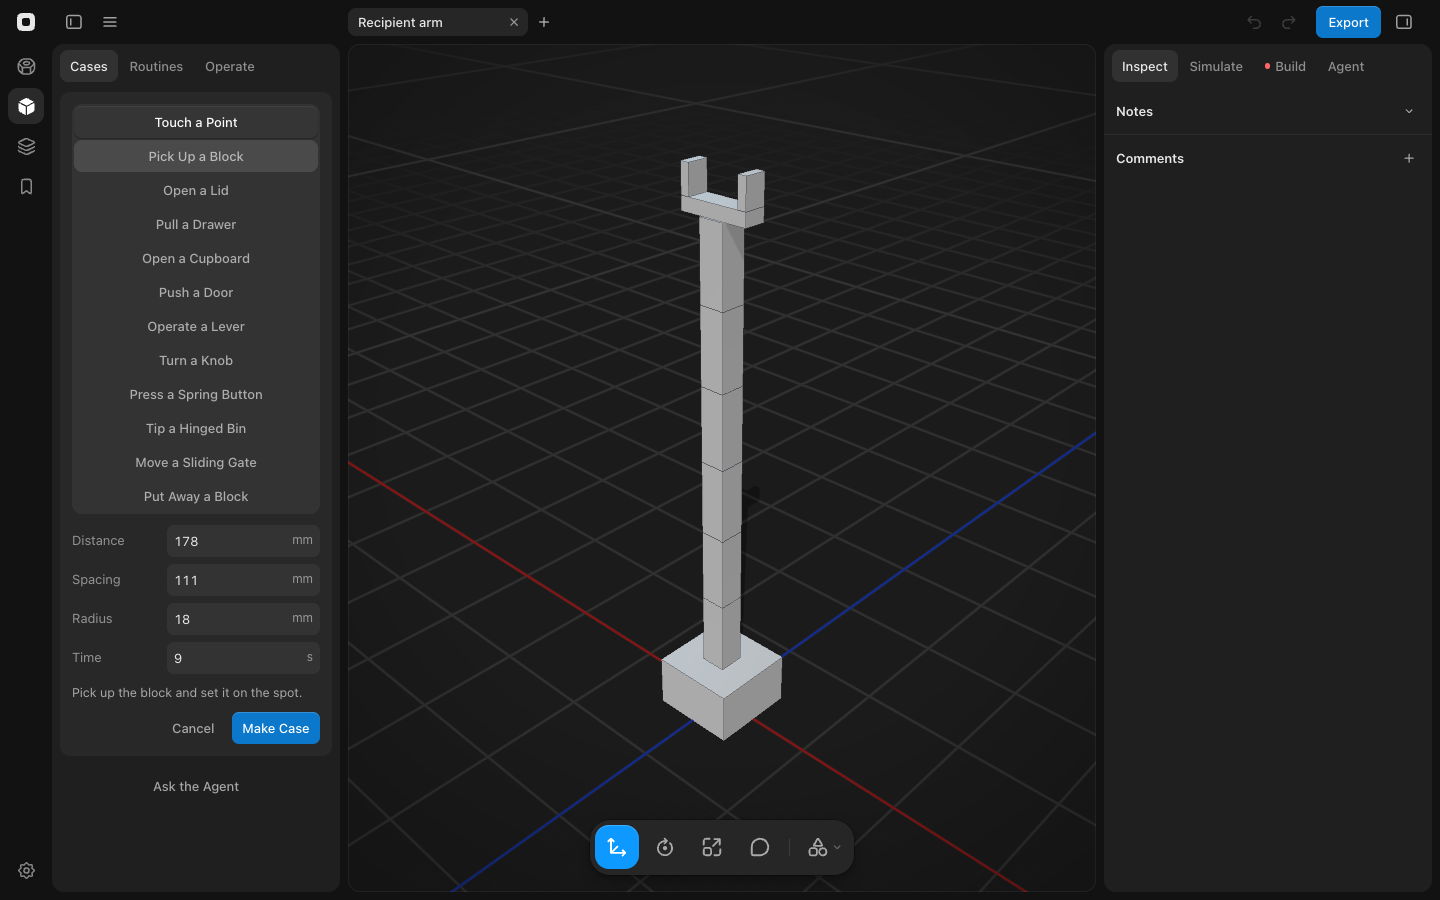 Recipient arm
Export
Cases Routines Operate
Touch a Point
Pick Up a Block
Open a Lid
Pull a Drawer
Open a Cupboard
Push a Door
Operate a Lever
Turn a Knob
Press a Spring Button
Tip a Hinged Bin
Move a Sliding Gate
Put Away a Block
Distance 178 mm
Spacing 111 mm
Radius 18 mm
Time 9 s
Pick up the block and set it on the spot.
Cancel Make Case
Ask the Agent
Inspect Simulate Build Agent
Notes
Comments